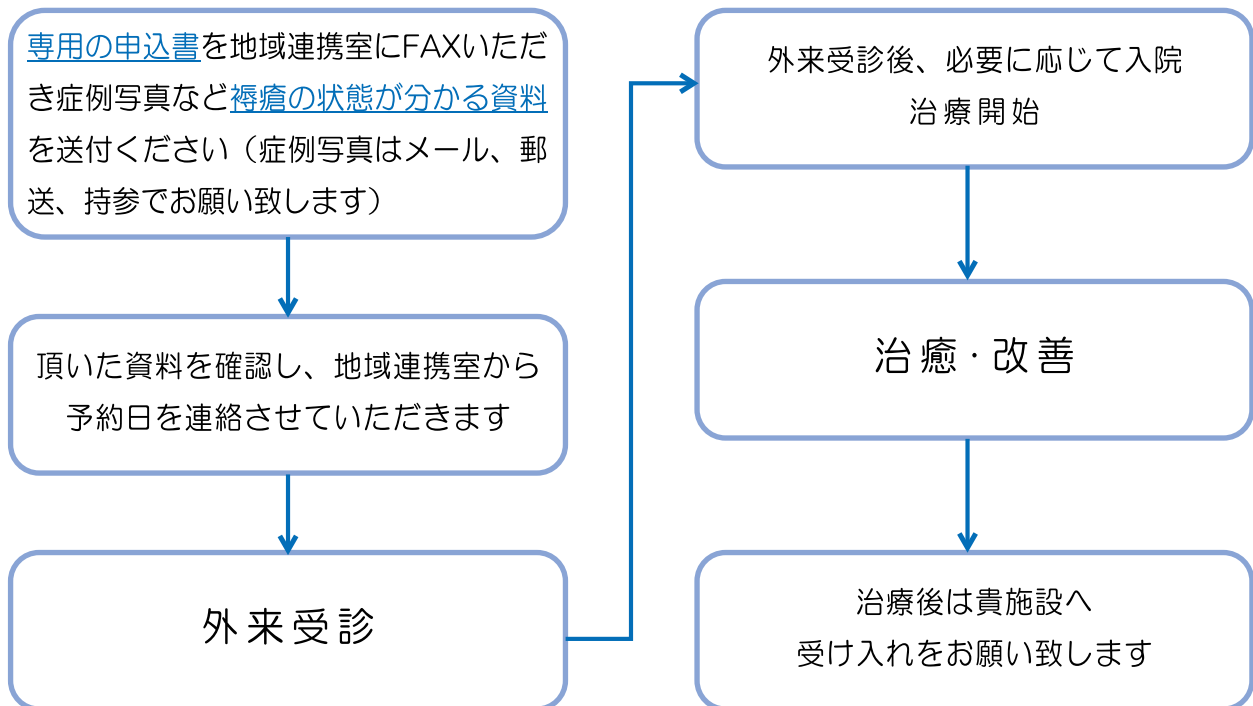 専用の申込書を地域連携室にFAXいただ
き症例写真など褥瘡の状態が分かる資料
を送付ください（症例写真はメール、郵
送、持参でお願い致します）
頂いた資料を確認し、地域連携室から
予約日を連絡させていただきます
外来受診
外来受診後、必要に応じて入院
治療開始
治癒・改善
治療後は貴施設へ
受け入れをお願い致します